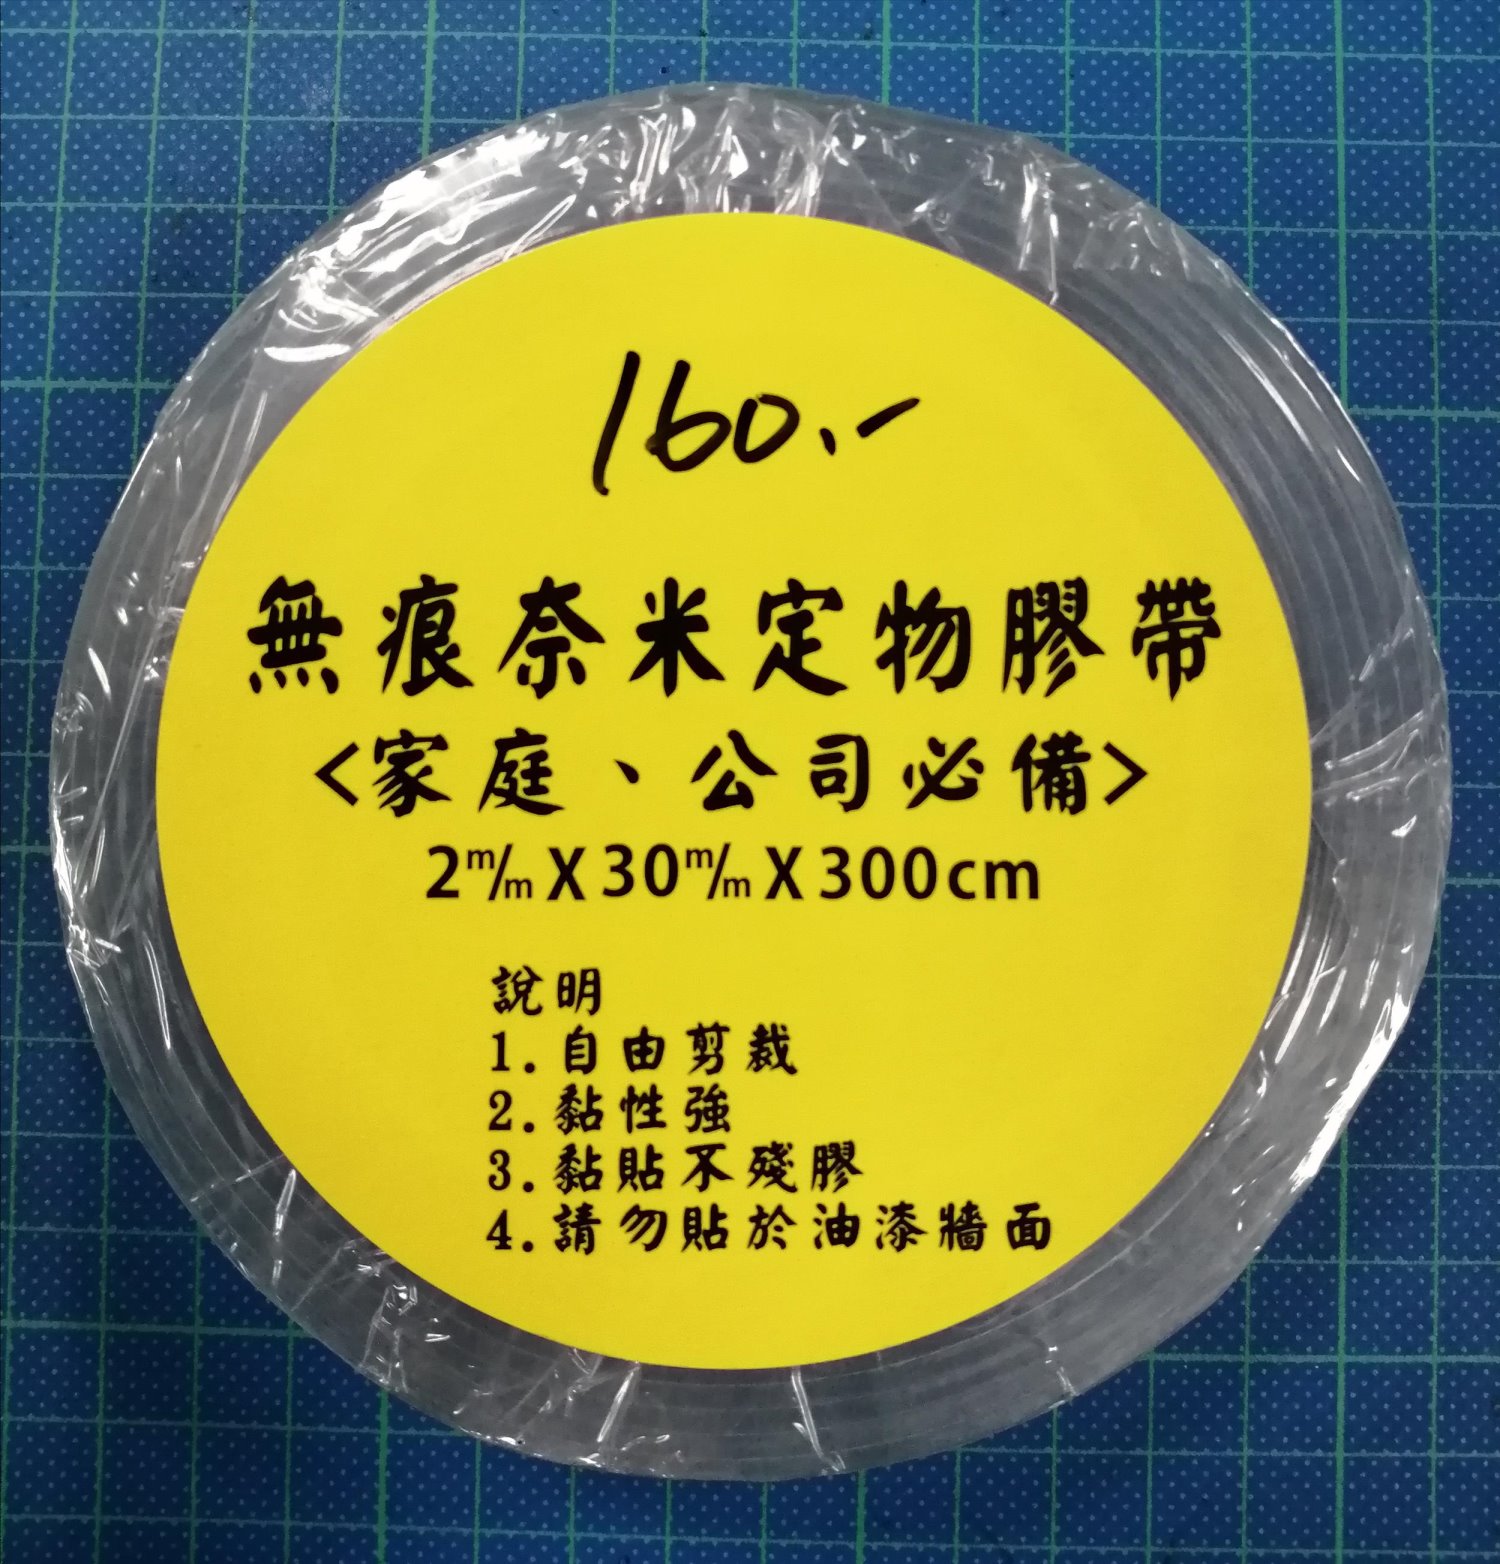 160.-
無痕奈米定物膠帶
<家庭、公司必備>
2m/m X 30m/m X 300cm
說明
1.自由剪裁
2.黏性強
3.黏貼不殘膠
4.請勿貼於油漆牆面